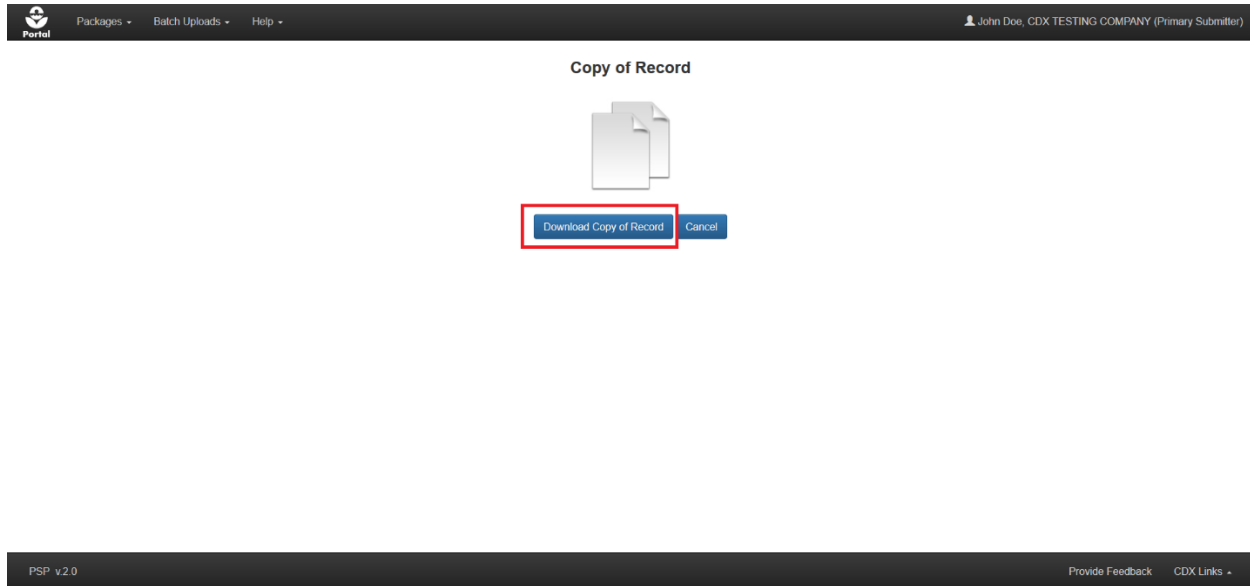 Portal
Packages Batch Uploads Help John Doe, CDX TESTING COMPANY (Primary Submitter)
Copy of Record
Download Copy of Record Cancel
PSP v.2.0 Provide Feedback CDX Links